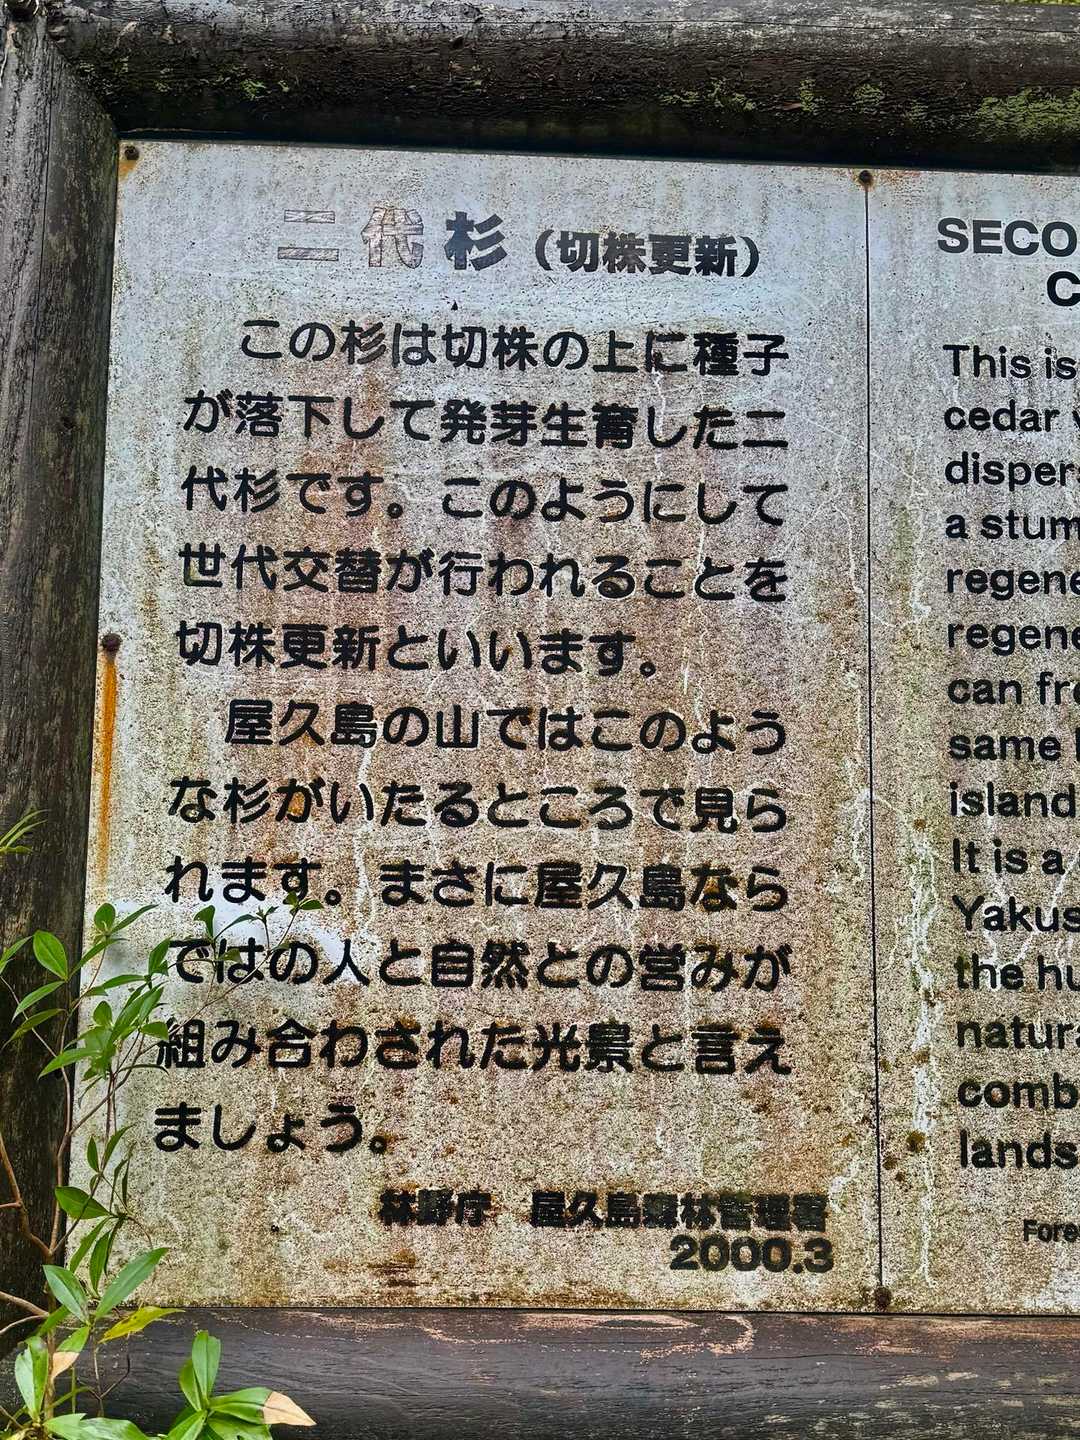 二代杉（切株更新）
この杉は切株の上に種子
が落下して発芽生育した二
代杉です。このようにして
世代交替が行われることを
切株更新といいます。
屋久島の山ではこのよう
な杉がいたるところで見ら
れます。まさに屋久島なら
ではの人と自然との営みが
組み合わされた光景と言え
ましょう。
林野庁 屋久島森林管理署
2000.3
SECO
C
This is
cedar
disper
a stum
regene
regene
can fr
same
island
It is a
Yakus
the hu
natura
comb
lands
Fore